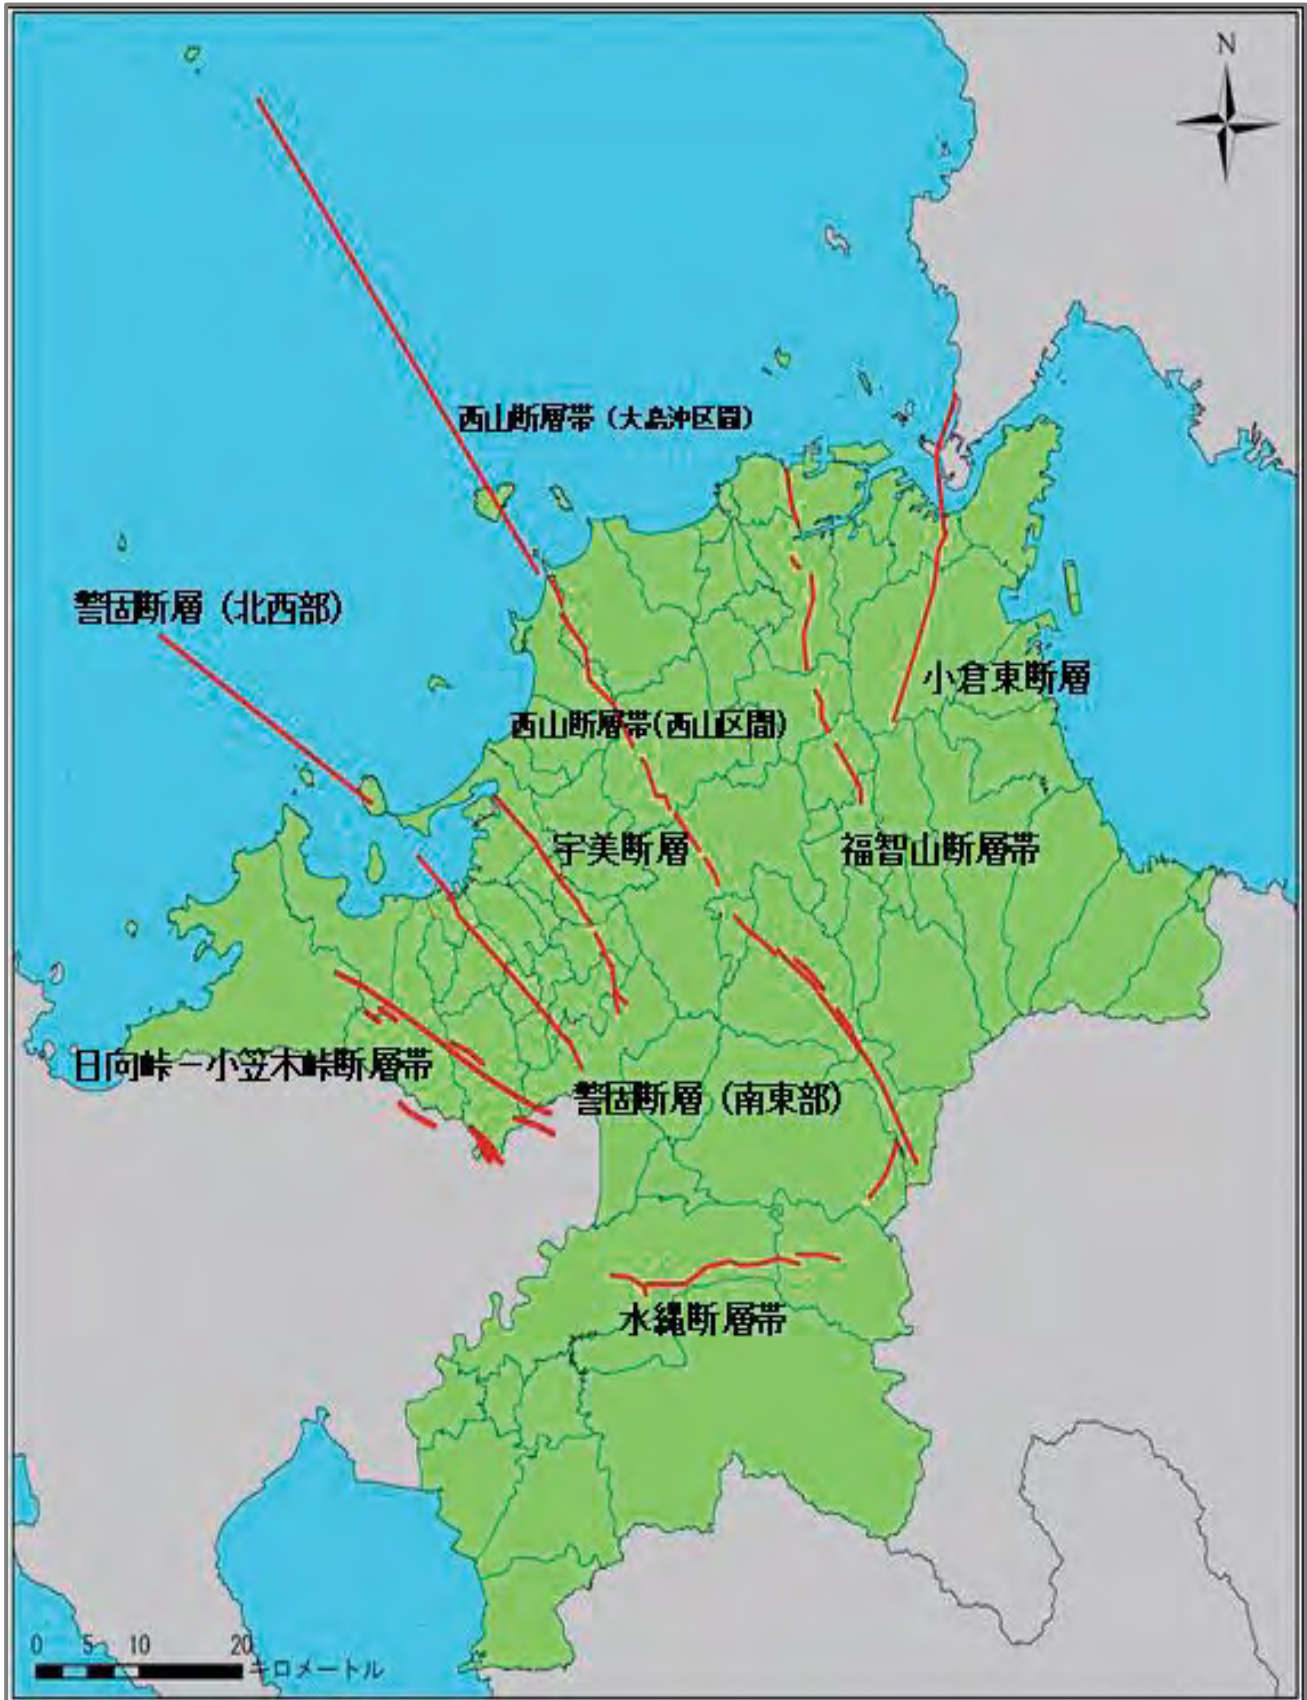 N
西山断層帯（大島沖区間）
警固断層（北西部）
小倉東断層
西山断層帯(西山区間)
宇美断層
福智山断層帯
日向峠－小笠木峠断層帯
警固断層（南東部）
水縄断層帯
0 5 10 20
キロメートル